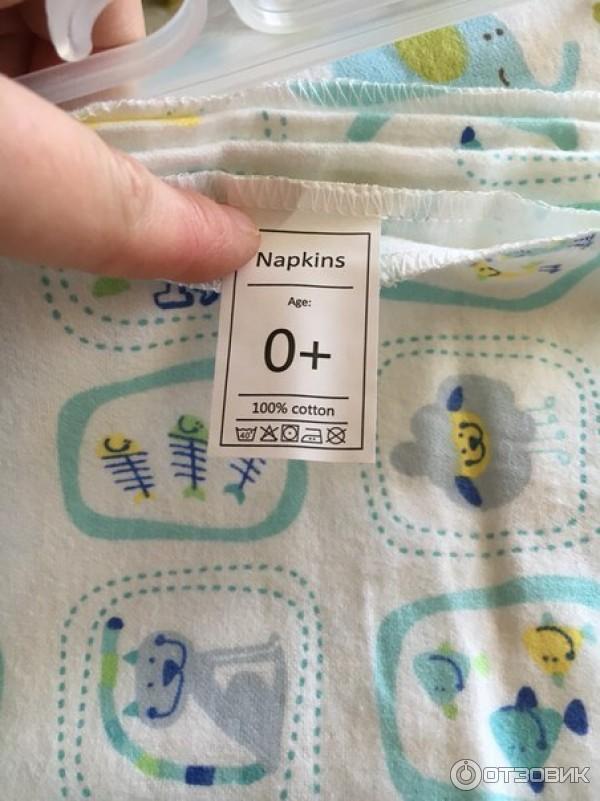 Napkins
Age:
0+
100% cotton
40°
ОТЗОВИК